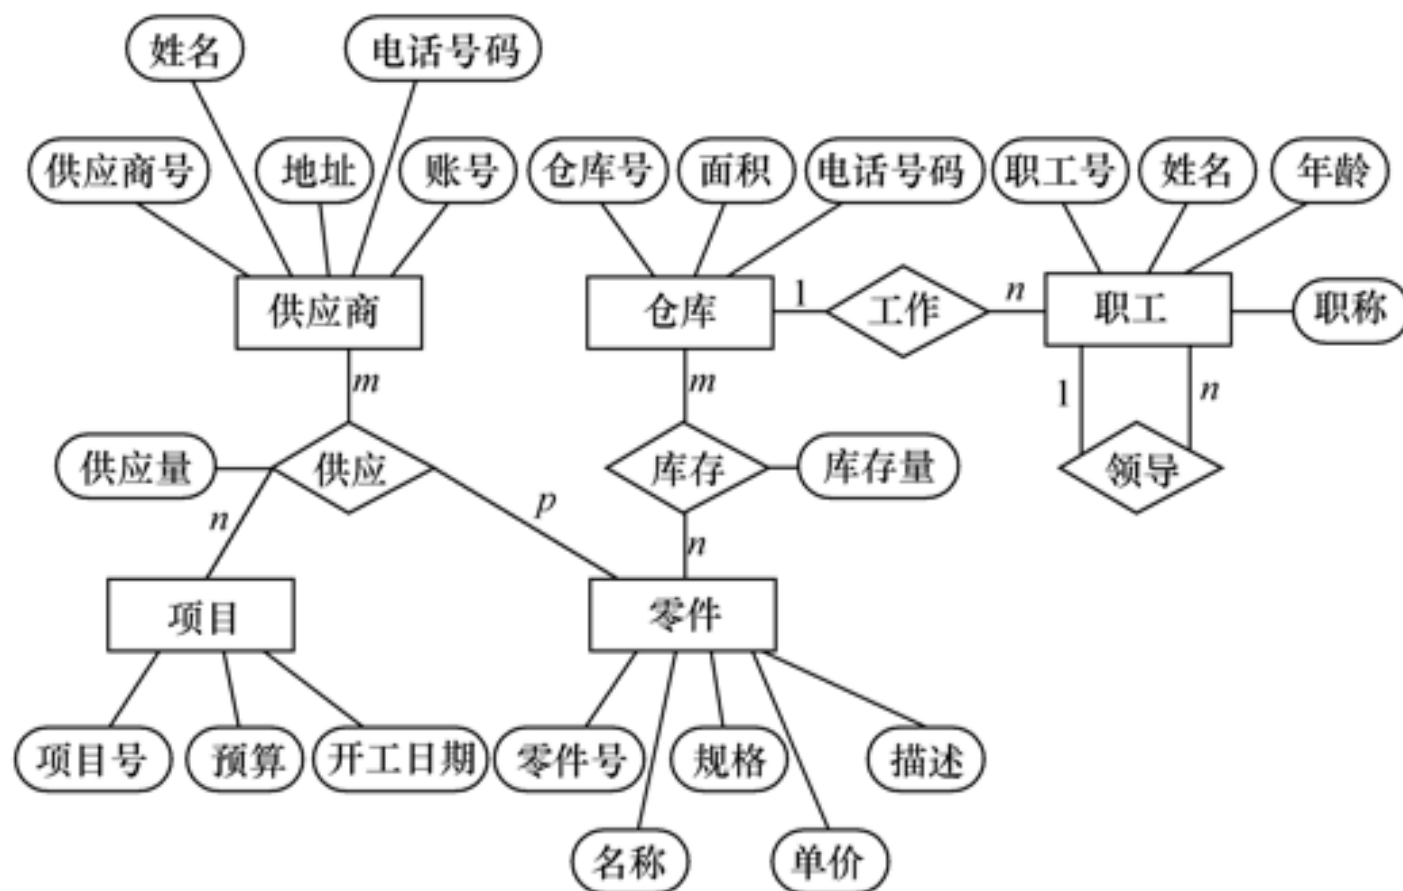 姓名 电话号码
供应商号 地址 账号 仓库号 面积 电话号码 职工号 姓名 年龄
供应商 仓库 1 工作 n 职工 职称
m m 1 n
供应量 供应 库存 库存量 领导
n p n
项目 零件
项目号 预算 开工日期 零件号 规格 描述
名称 单价